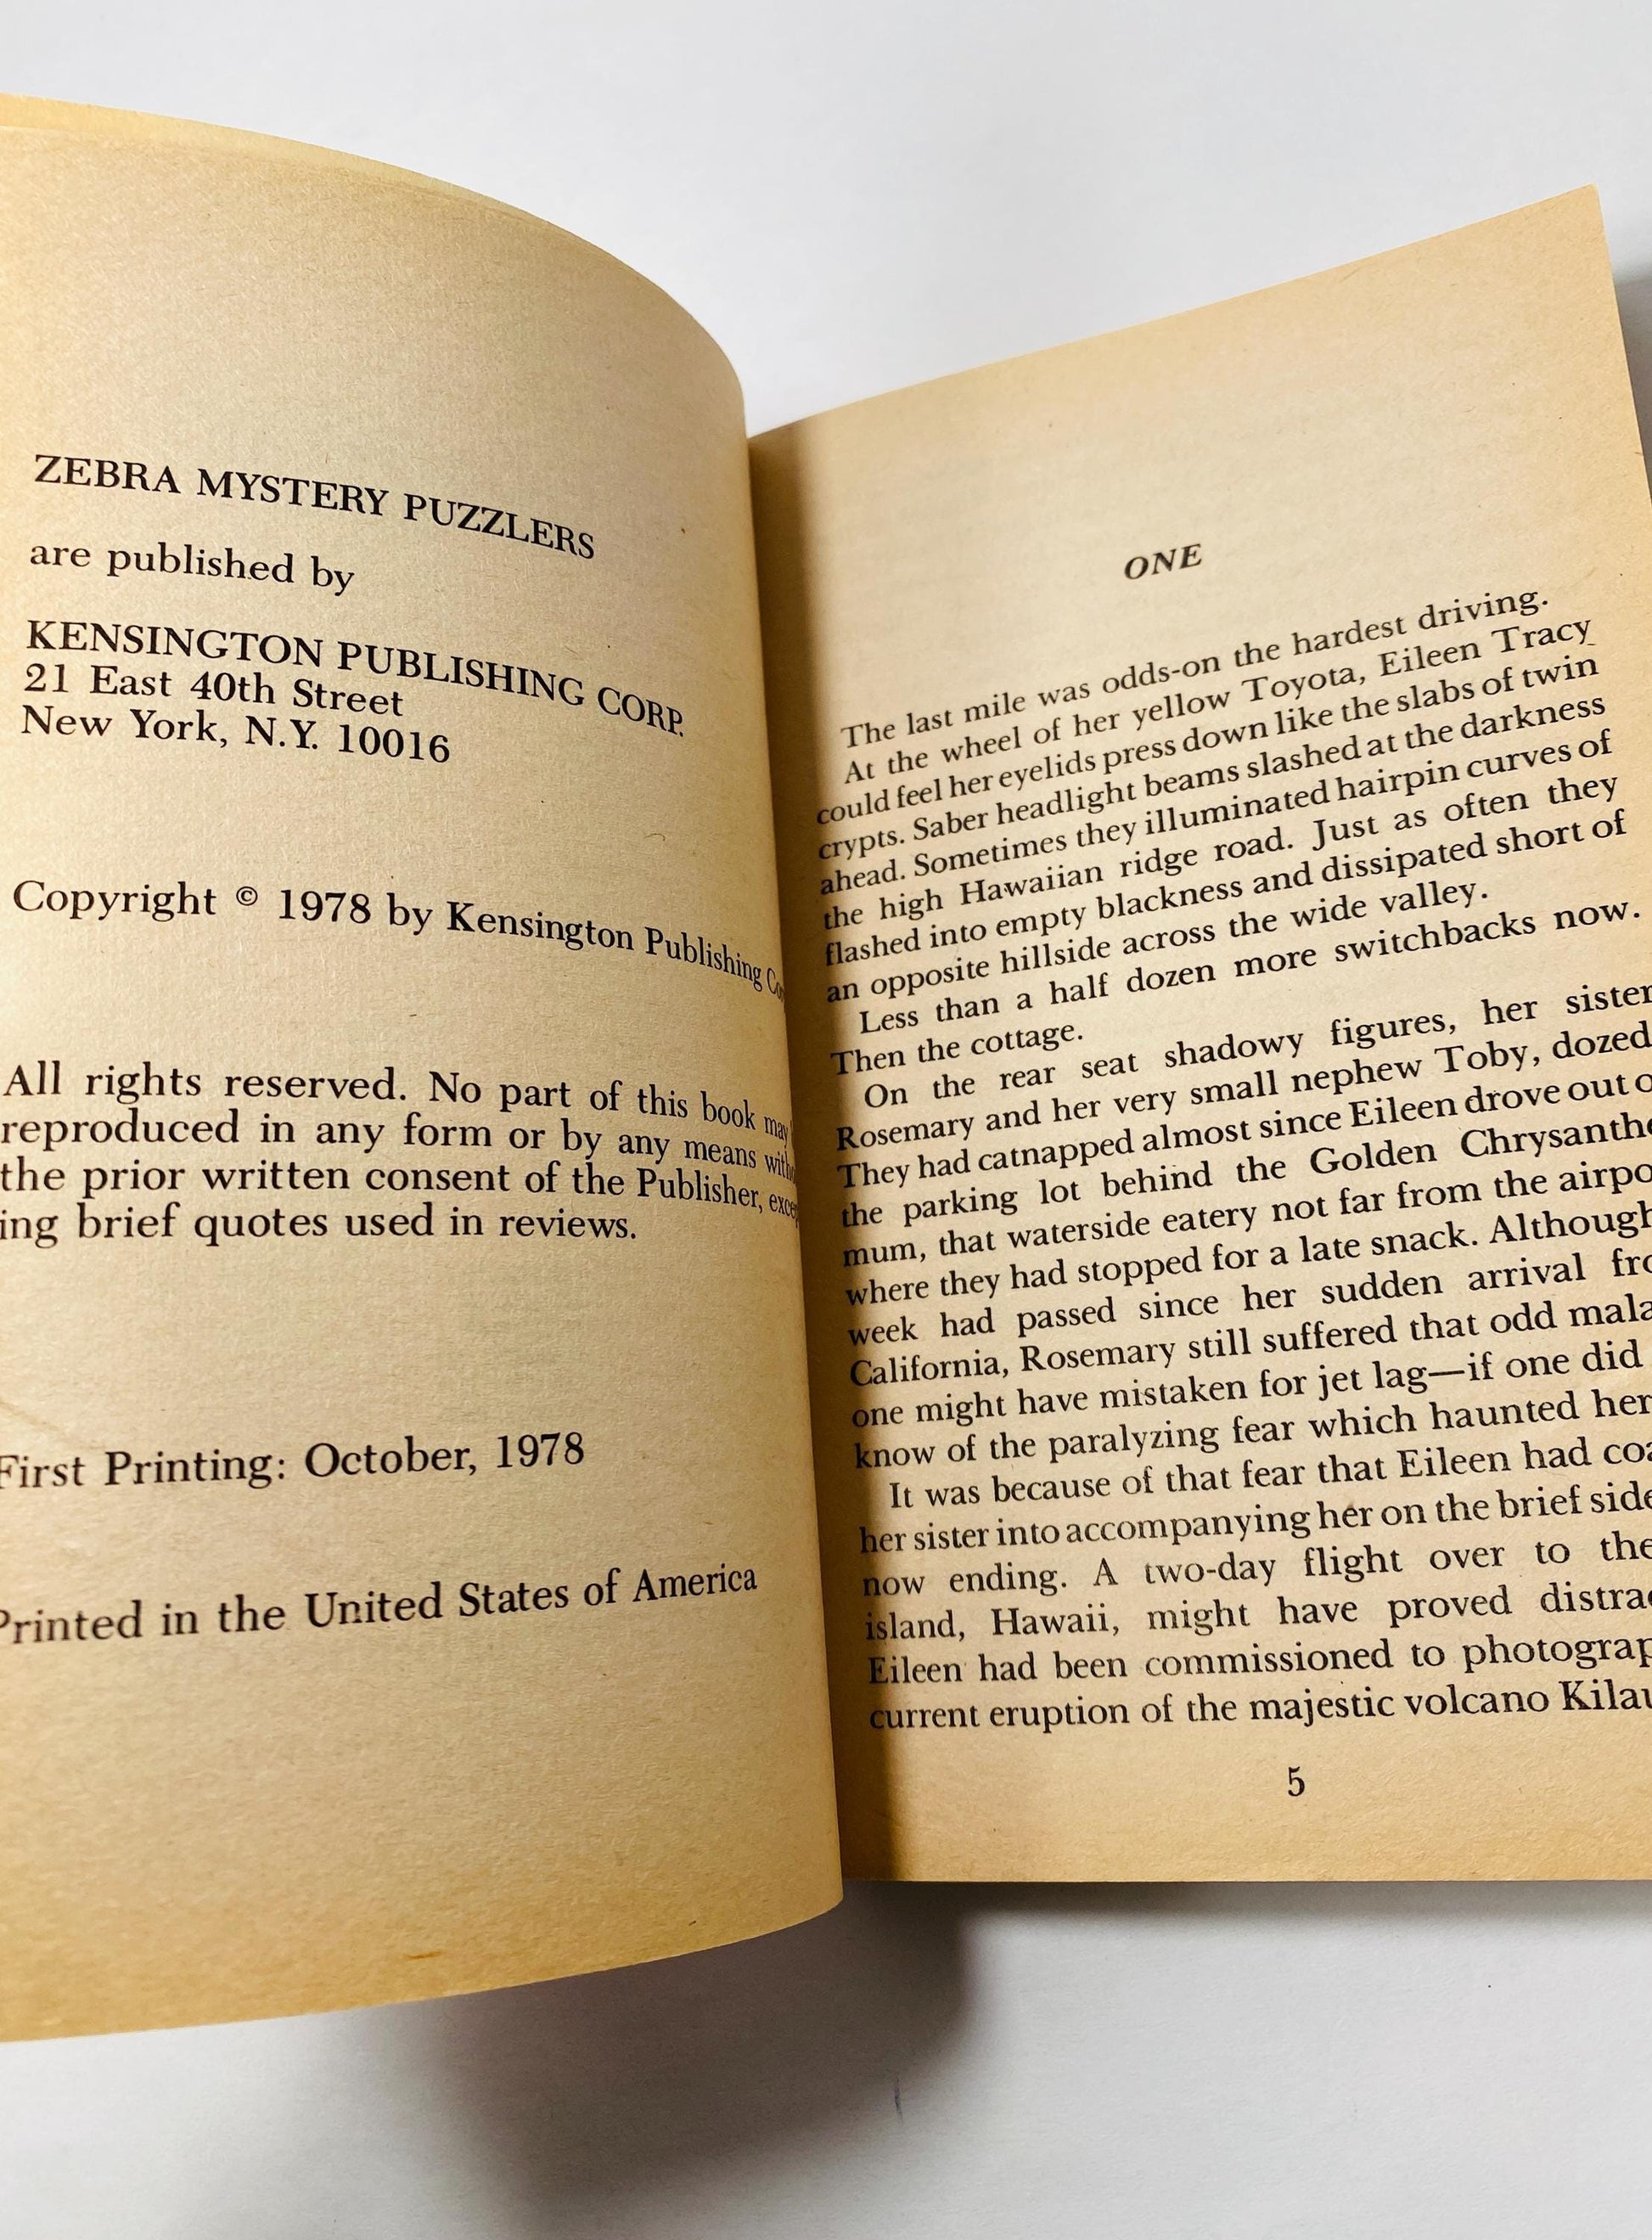 ZEBRA MYSTERY PUZZLERS
are published by
KENSINGTON PUBLISHING CORP.
21 East 40th Street
New York, N.Y. 10016
Copyright © 1978 by Kensington Publishing
All rights reserved. No part of this book may
reproduced in any form or by any means
the prior written consent of the Publisher,
ing brief quotes used in reviews.
First Printing: October, 1978
Printed in the United States of America
ONE
The last mile was odds-on the hardest driving.
At the wheel of her yellow Toyota, Eileen Tracy
could feel her eyelids press down like the slabs of twin
crypts. Saber headlight beams slashed at the darkness
ahead. Sometimes they illuminated hairpin curves of
the high Hawaiian ridge road. Just as often they
flashed into empty blackness and dissipated short of
an opposite hillside across the wide valley.
Less than a half dozen more switchbacks now.
Then the cottage.
On the rear seat shadowy figures, her sister
Rosemary and her very small nephew Toby, dozed
They had catnapped almost since Eileen drove out
the parking lot behind the Golden
mum, that waterside eatery not far from the
where they had stopped for a late snack. Although
week had passed since her sudden arrival
California, Rosemary still suffered that odd
one might have mistaken for jet lag—if one did
know of the paralyzing fear which haunted her
It was because of that fear that Eileen had
her sister into accompanying her on the brief
now ending. A two-day flight over to the
island, Hawaii, might have proved
Eileen had been commissioned to
current eruption of the majestic volcano
5